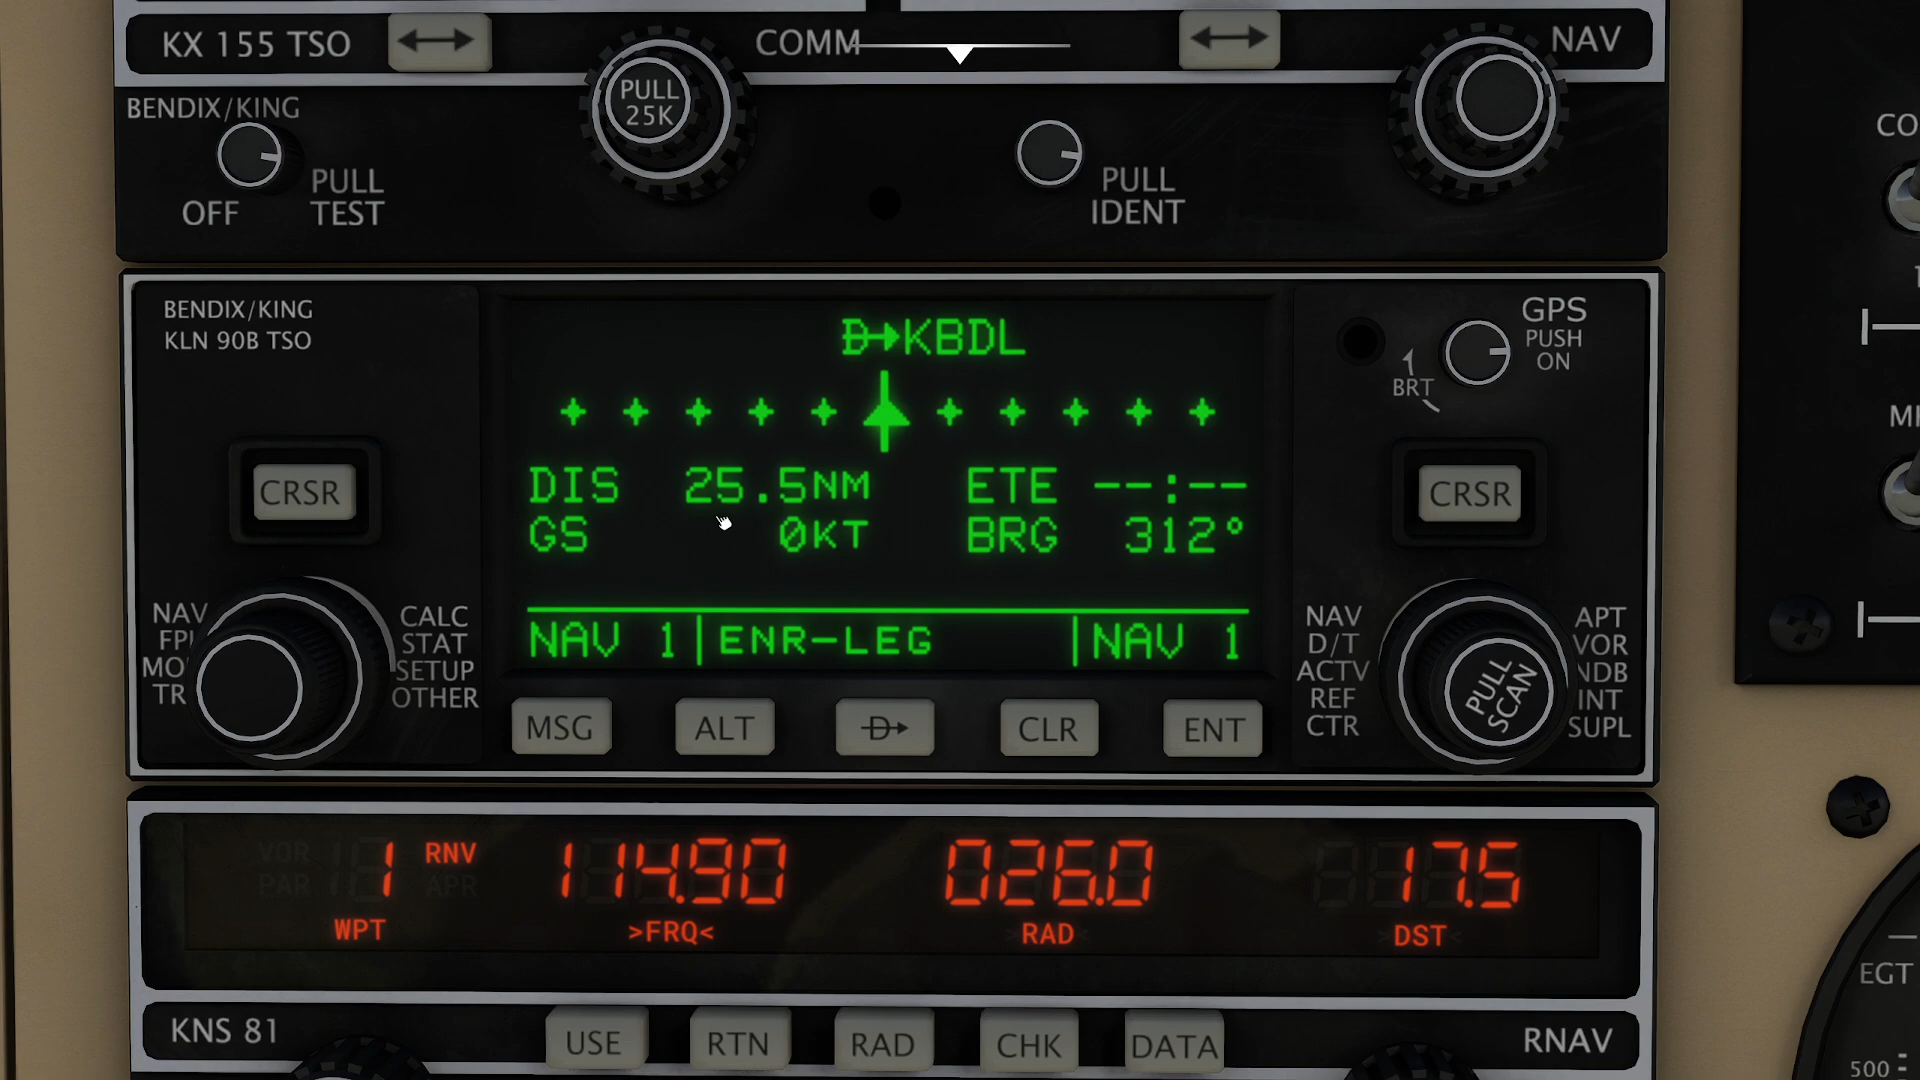 KX 155 TSO
COMM
NAV
BENDIX/KING
PULL
25K
OFF
PULL
TEST
PULL
IDENT
BENDIX/KING
KLN 90B TSO
KBDL
GPS
PUSH
ON
BRT
CRSR
CRSR
DIS 25.5NM ETE --:--
GS 0KT BRG 312°
NAV 1 ENR-LEG NAV 1
NAV
CALC
STAT
SETUP
TR
OTHER
NAV
D/T
ACTV
REF
CTR
PULL
SCAN
APT
VOR
NDB
INT
SUPL
MSG ALT D CLR ENT
1 RNV 114.90 026.0 17.5
WPT >FRQ< RAD DST
VOR
PAR
APR
KNS 81
USE RTN RAD CHK DATA
RNAV
EGT
500